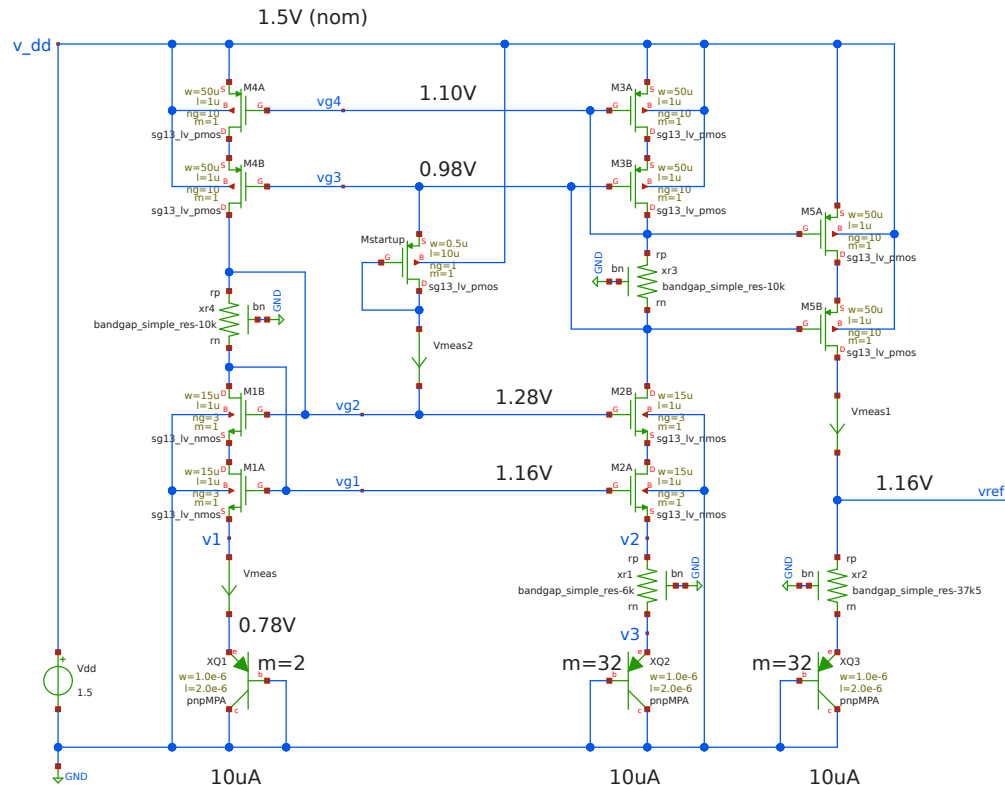 1.5V (nom)
v_dd
w=50u
l=1u
ng=10
m=1
S
B
G
D
M4A
sg13_lv_pmos
vg4
1.10V
w=50u
l=1u
ng=10
m=1
S
B
G
D
M3A
sg13_lv_pmos
w=50u
l=1u
ng=10
m=1
S
B
G
D
M4B
sg13_lv_pmos
vg3
0.98V
w=50u
l=1u
ng=10
m=1
S
B
G
D
M3B
sg13_lv_pmos
Mstartup
w=0.5u
l=10u
ng=1
m=1
S
B
G
D
sg13_lv_pmos
M5A
w=50u
l=1u
ng=10
m=1
S
B
G
D
sg13_lv_pmos
GND
bn
rp
xr3
bandgap_simple_res-10k
rn
rp
xr4
bandgap_simple_res-10k
rn
bn
GND
M5B
w=50u
l=1u
ng=10
m=1
S
B
G
D
sg13_lv_pmos
Vmeas2
w=15u
l=1u
ng=3
m=1
D
B
G
S
M1B
sg13_lv_nmos
vg2
1.28V
w=15u
l=1u
ng=3
m=1
D
B
G
S
M2B
sg13_lv_nmos
Vmeas1
w=15u
l=1u
ng=3
m=1
D
B
G
S
M1A
sg13_lv_nmos
vg1
1.16V
w=15u
l=1u
ng=3
m=1
D
B
G
S
M2A
sg13_lv_nmos
1.16V
vref
v1
v2
Vmeas
rp
xr1
bandgap_simple_res-6k
rn
bn
GND
GND
bn
rp
xr2
bandgap_simple_res-37k5
rn
0.78V
v3
Vdd
1.5
+
e
b
c
XQ1
m=2
w=1.0e-6
l=2.0e-6
pnpMPA
m=32
e
b
c
XQ2
w=1.0e-6
l=2.0e-6
pnpMPA
m=32
e
b
c
XQ3
w=1.0e-6
l=2.0e-6
pnpMPA
GND
10uA
10uA
10uA